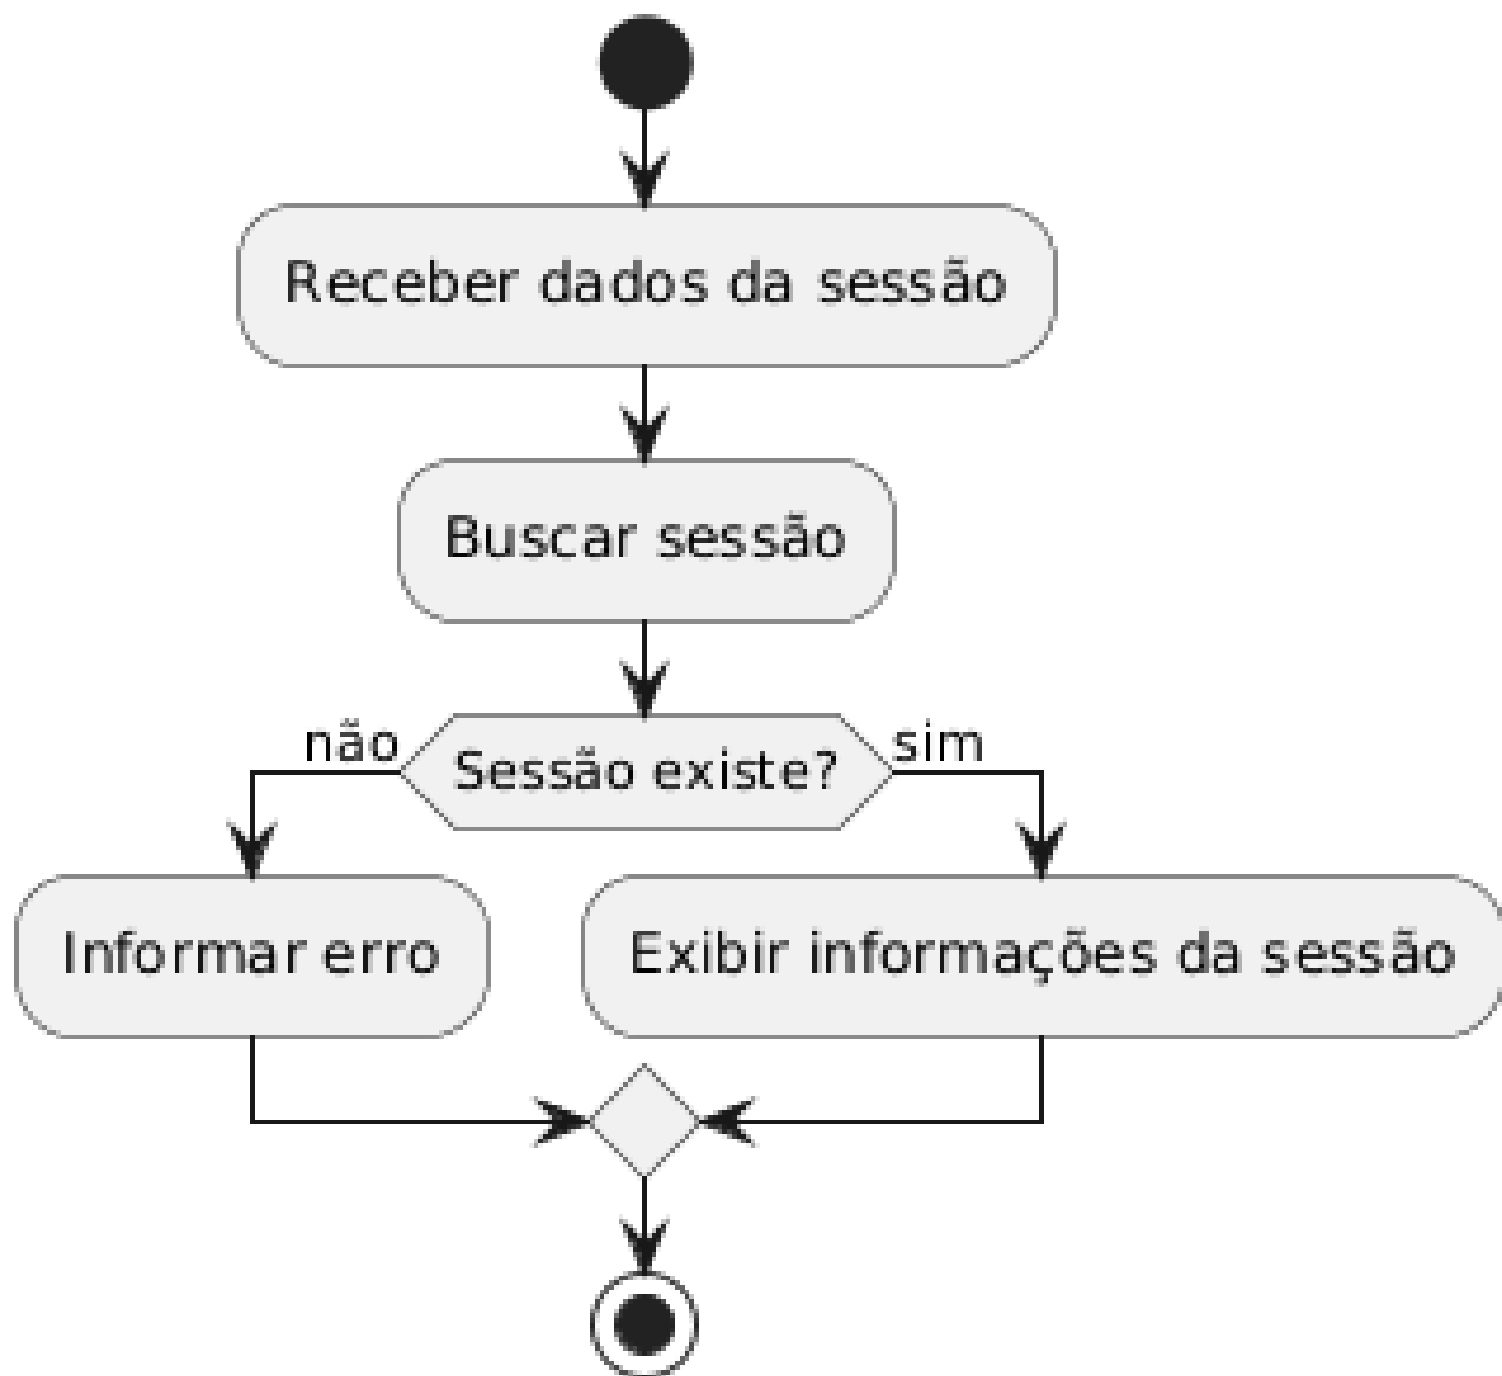 Receber dados da sessão
Buscar sessão
não
Sessão existe?
sim
Informar erro
Exibir informações da sessão